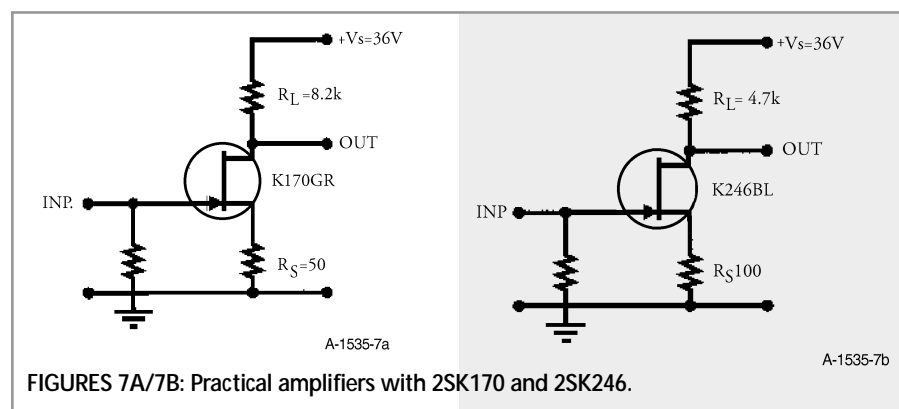 +Vs=36V
RL =8.2k
OUT
K170GR
INP.
RS=50
A-1535-7a
+Vs=36V
RL= 4.7k
OUT
K246BL
INP
RS100
A-1535-7b
FIGURES 7A/7B: Practical amplifiers with 2SK170 and 2SK246.